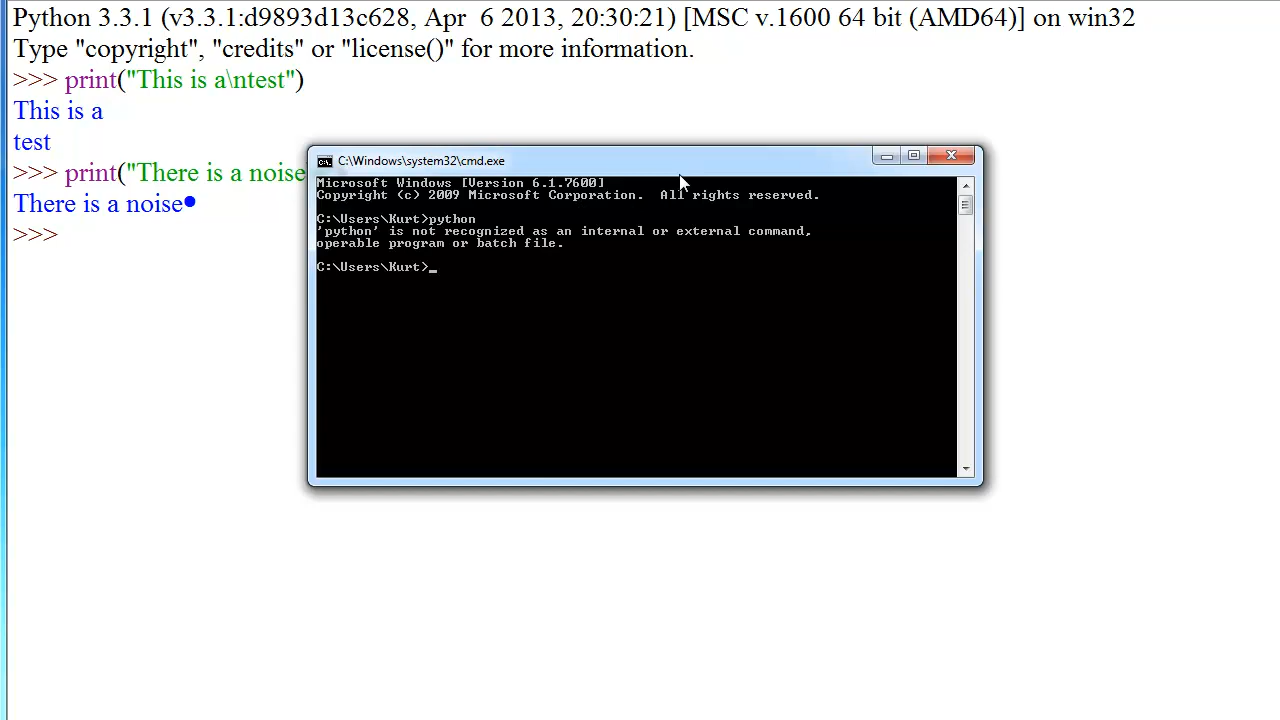 Python 3.3.1 (v3.3.1:d9893d13c628, Apr  6 2013, 20:30:21) [MSC v.1600 64 bit (AMD64)] on win32
Type "copyright", "credits" or "license()" for more information.
>>> print("This is a\ntest")
This is a
test
>>> print("There is a noise
There is a noise•
>>>
C:\Windows\system32\cmd.exe
Microsoft Windows [Version 6.1.7600]
Copyright (c) 2009 Microsoft Corporation.  All rights reserved.
C:\Users\Kurt>python
'python' is not recognized as an internal or external command,
operable program or batch file.
C:\Users\Kurt>_